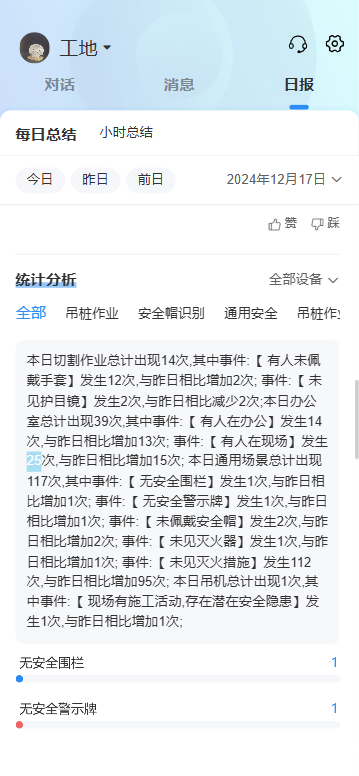 工地
对话 消息 日报
每日总结 小时总结
今日 昨日 前日 2024年12月17日
赞 踩
统计分析 全部设备
全部 吊桩作业 安全帽识别 通用安全 吊桩作业
本日切割作业总计出现14次,其中事件:【 有人未佩
戴手套】发生12次,与昨日相比增加2次; 事件:【 未
见护目镜】发生2次,与昨日相比减少2次;本日办公
室总计出现39次,其中事件:【 有人在办公】发生14
次,与昨日相比增加13次; 事件:【 有人在现场】发生
25次,与昨日相比增加15次; 本日通用场景总计出现
117次,其中事件:【 无安全围栏】发生1次,与昨日
相比增加1次; 事件:【 无安全警示牌】发生1次,与昨
日相比增加1次; 事件:【 未佩戴安全帽】发生2次,与昨
日相比增加2次; 事件:【 未见灭火器】发生1次,与昨
日相比增加1次; 事件:【 未见灭火措施】发生112
次,与昨日相比增加95次; 本日吊机总计出现1次,其
中事件:【 现场有施工活动,存在潜在安全隐患】发
生1次,与昨日相比增加1次;
无安全围栏 1
无安全警示牌 1